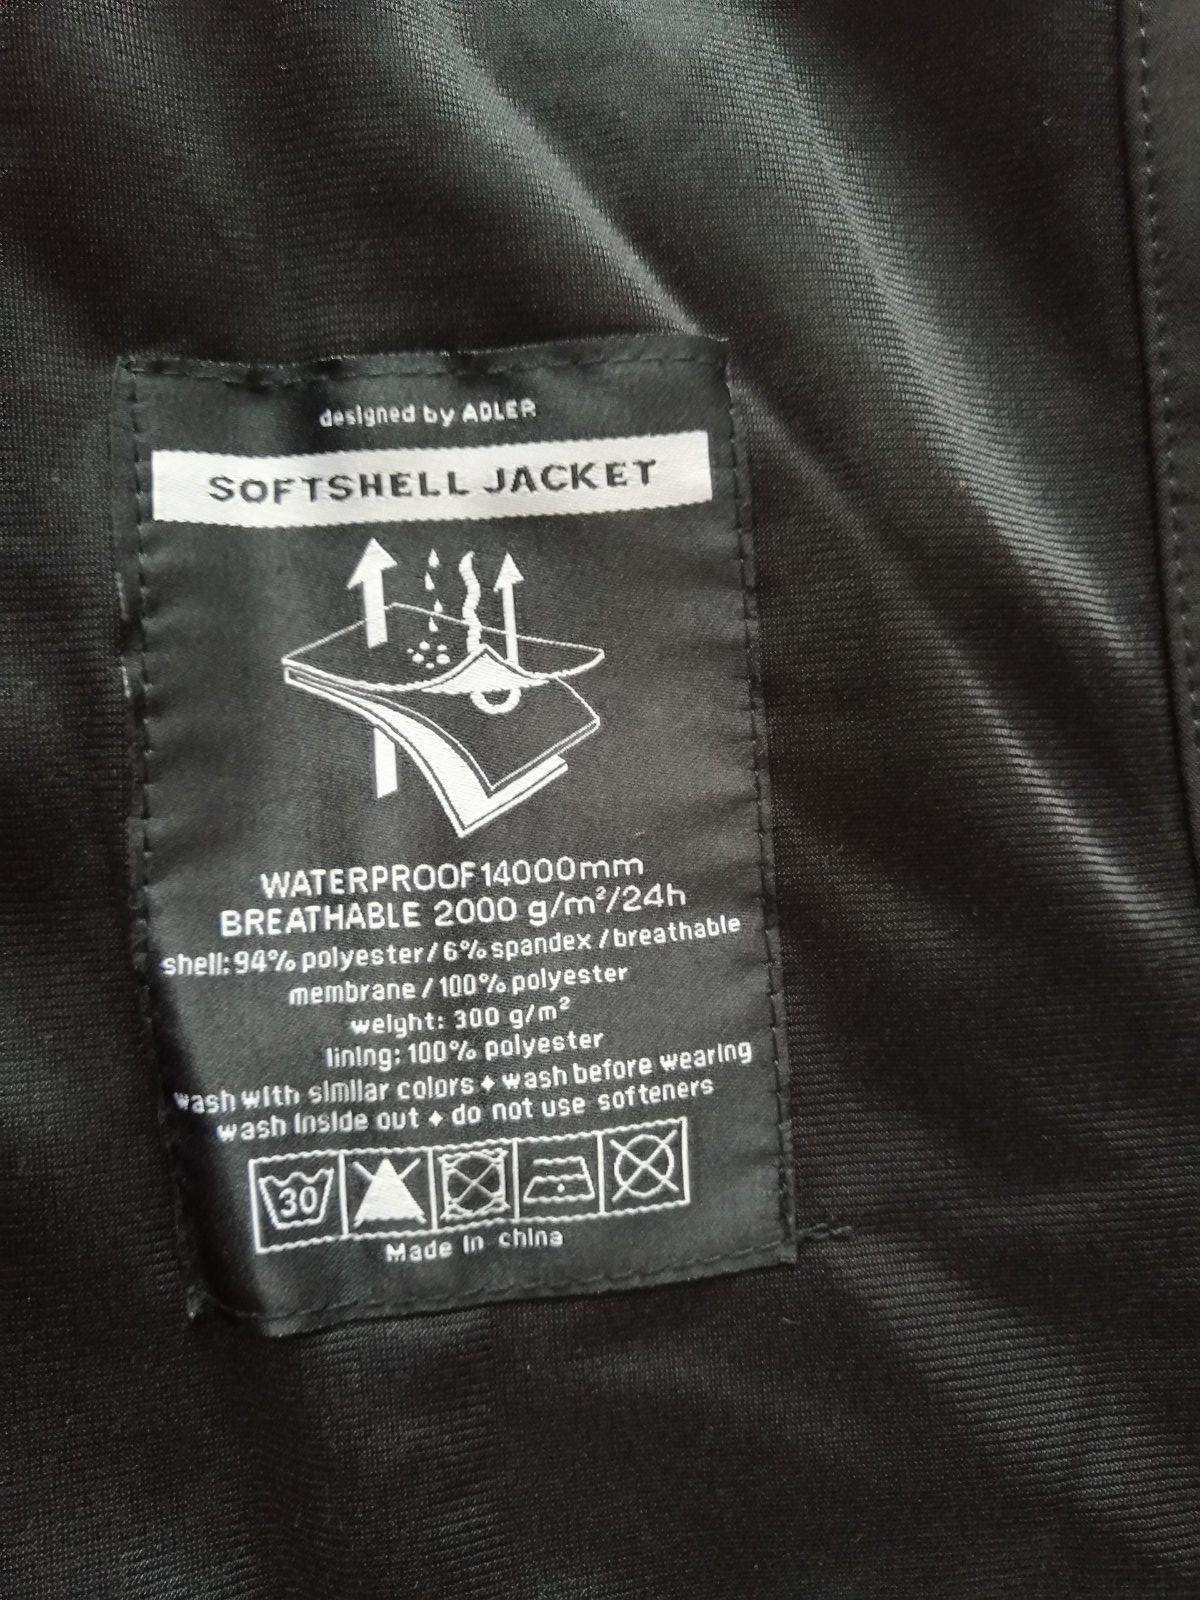 designed by ADLER
SOFTSHELL JACKET
WATERPROOF 14000mm
BREATHABLE 2000 g/m²/24h
shell: 94% polyester / 6% spandex / breathable
membrane / 100% polyester
weight: 300 g/m²
lining: 100% polyester
wash with similar colors ♦ wash before wearing
wash inside out ♦ do not use softeners
30
Made in china